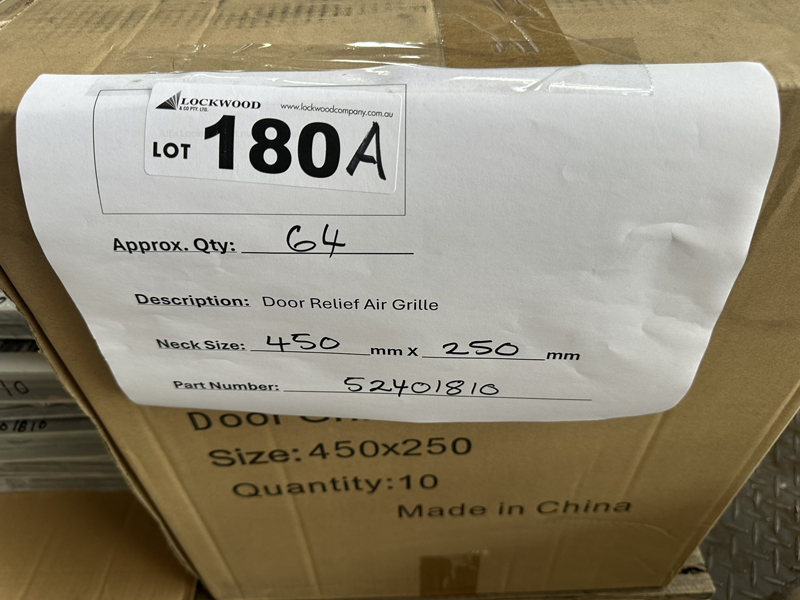 LOCKWOOD
& CO PTY. LTD.
www.lockwoodcompany.com.au
LOT 180A
Approx. Qty: 64
Description: Door Relief Air Grille
Neck Size: 450 mm x 250 mm
Part Number: 52401810
Door
Size:450x250
Quantity:10
Made in China